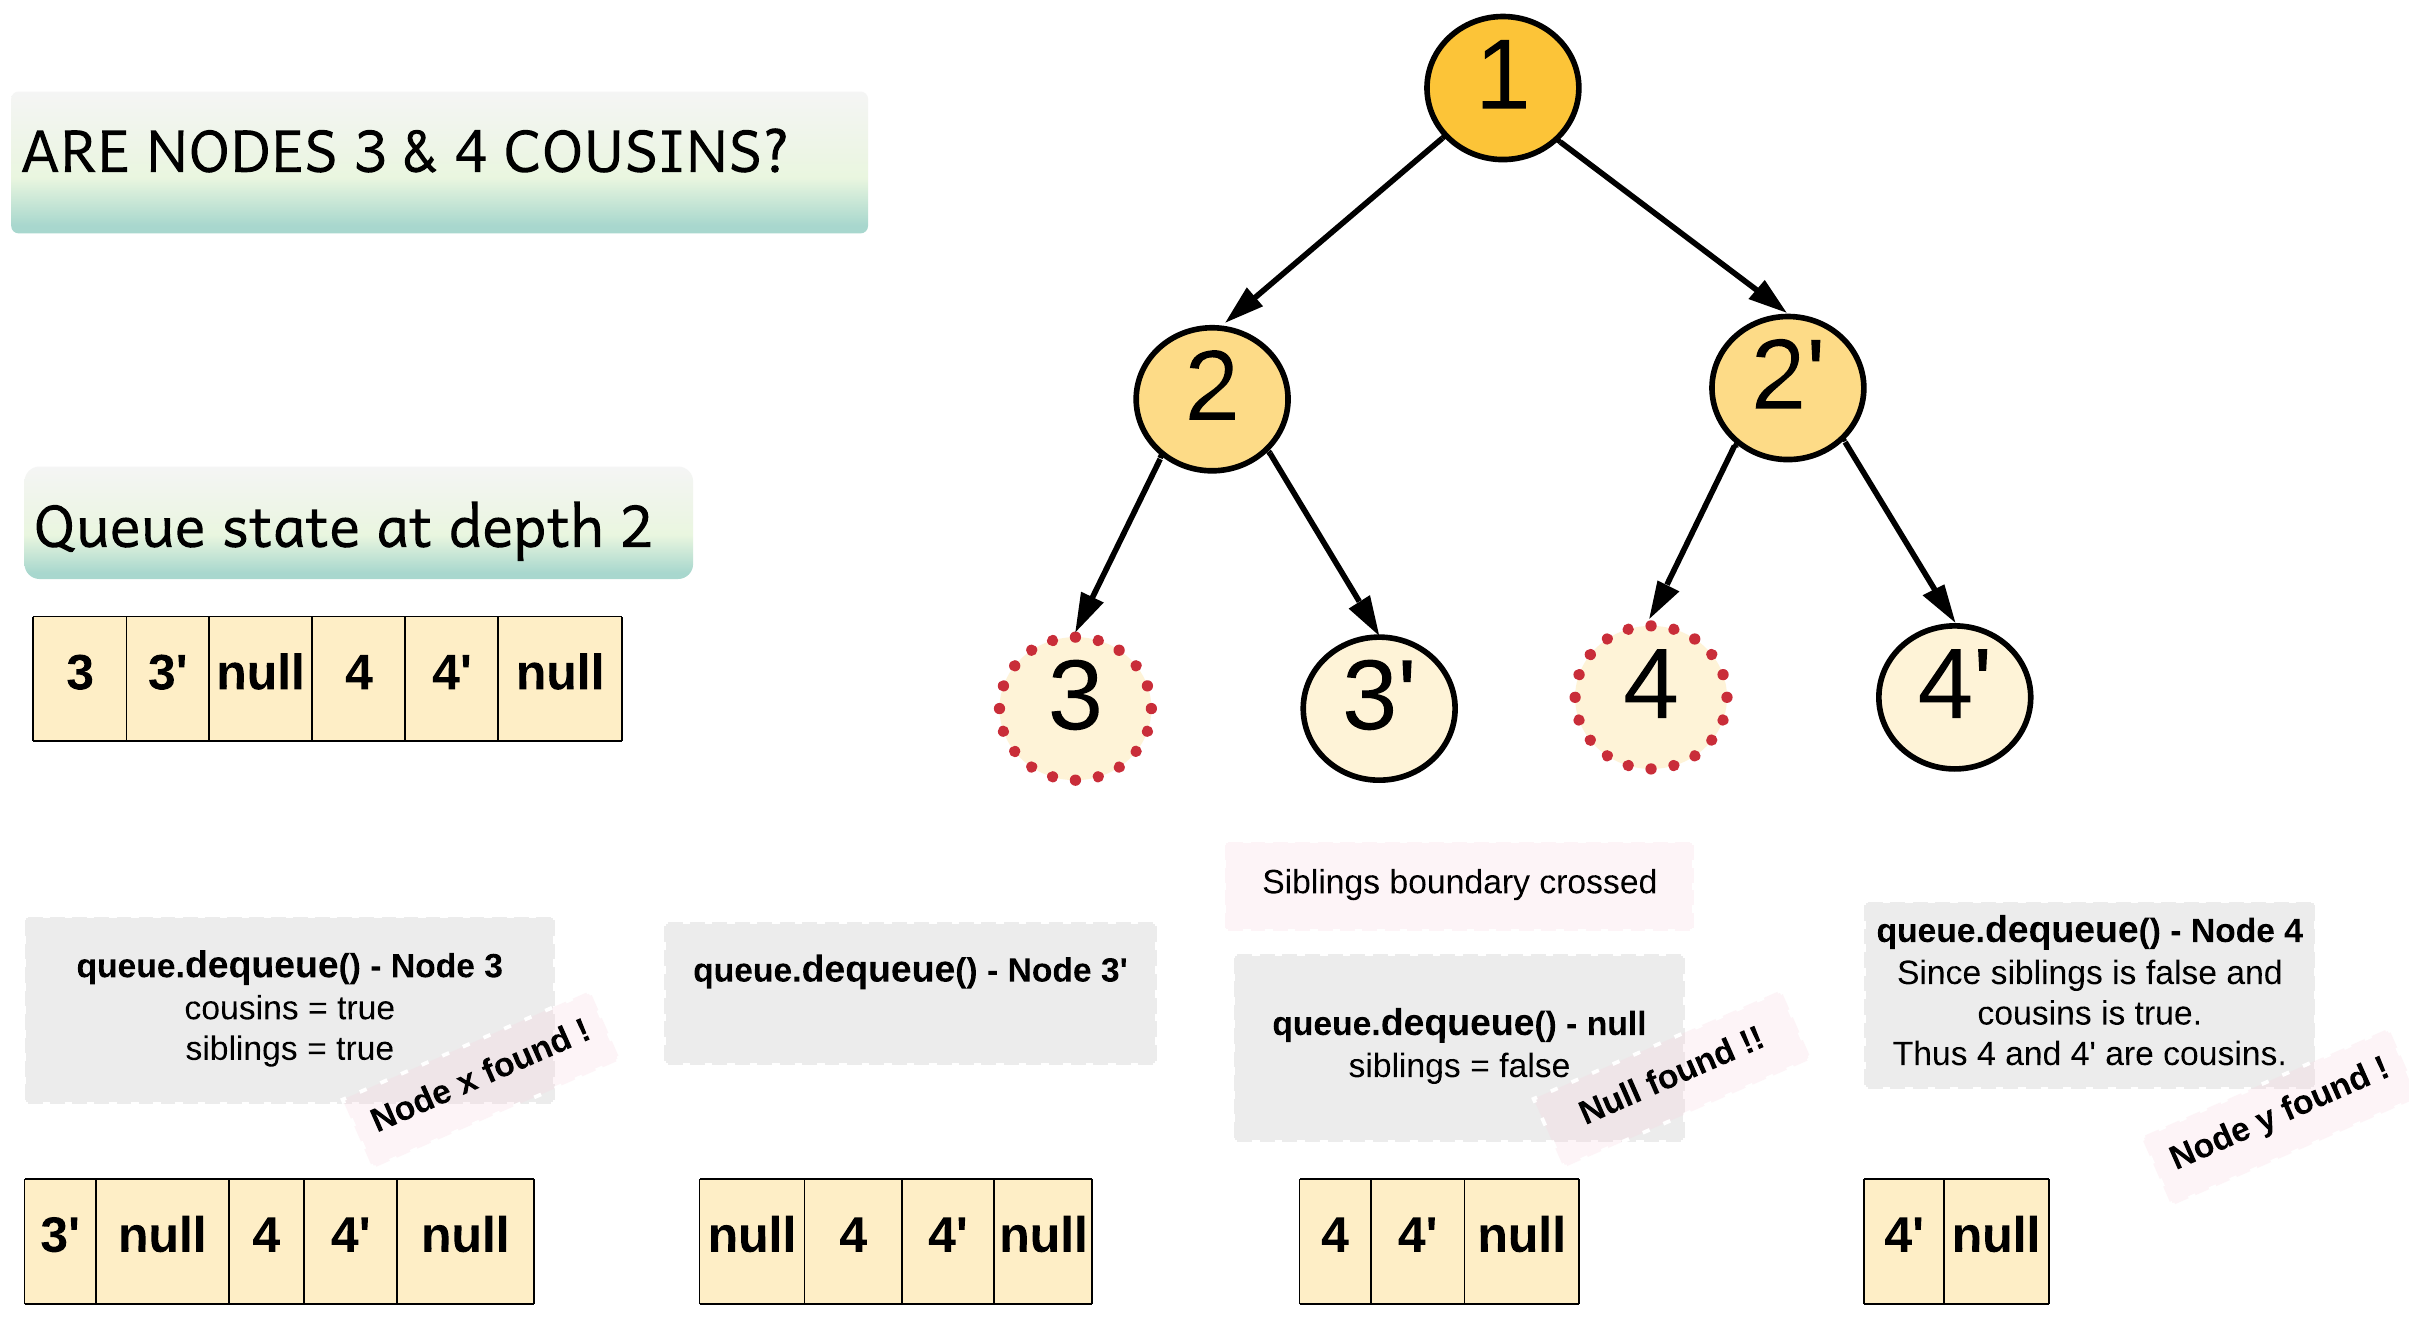 ARE NODES 3 & 4 COUSINS?
1
2
2'
3
3'
4
4'
Queue state at depth 2
3 3' null 4 4' null
queue.dequeue() - Node 3
cousins = true
siblings = true
Node x found !
3' null 4 4' null
queue.dequeue() - Node 3'
null 4 4' null
Siblings boundary crossed
queue.dequeue() - null
siblings = false
Null found !!
4 4' null
queue.dequeue() - Node 4
Since siblings is false and
cousins is true.
Thus 4 and 4' are cousins.
Node y found !
4' null